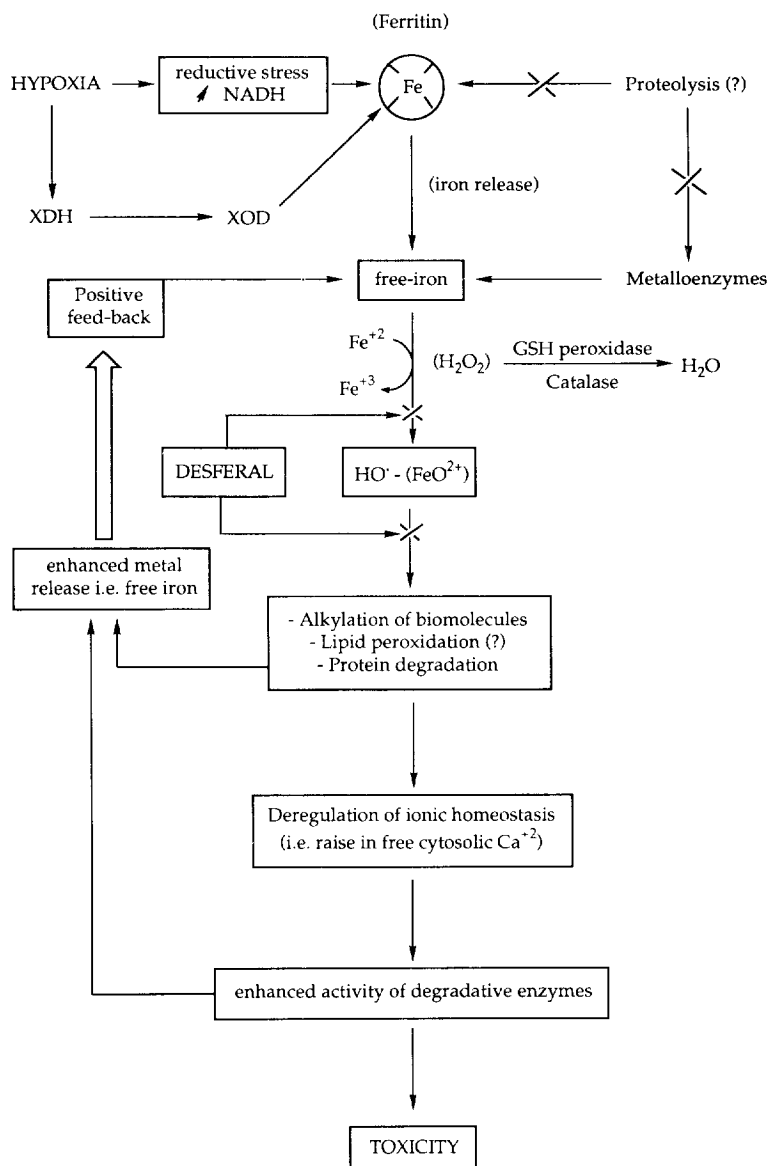 (Ferritin)
HYPOXIA
reductive stress
NADH
Fe
Proteolysis (?)
XDH
XOD
(iron release)
free-iron
Metalloenzymes
Positive
feed-back
Fe+2
(H2O2)
GSH peroxidase
Catalase
H2O
Fe+3
DESFERAL
HO· - (FeO2+)
enhanced metal
release i.e. free iron
- Alkylation of biomolecules
- Lipid peroxidation (?)
- Protein degradation
Deregulation of ionic homeostasis
(i.e. raise in free cytosolic Ca+2)
enhanced activity of degradative enzymes
TOXICITY